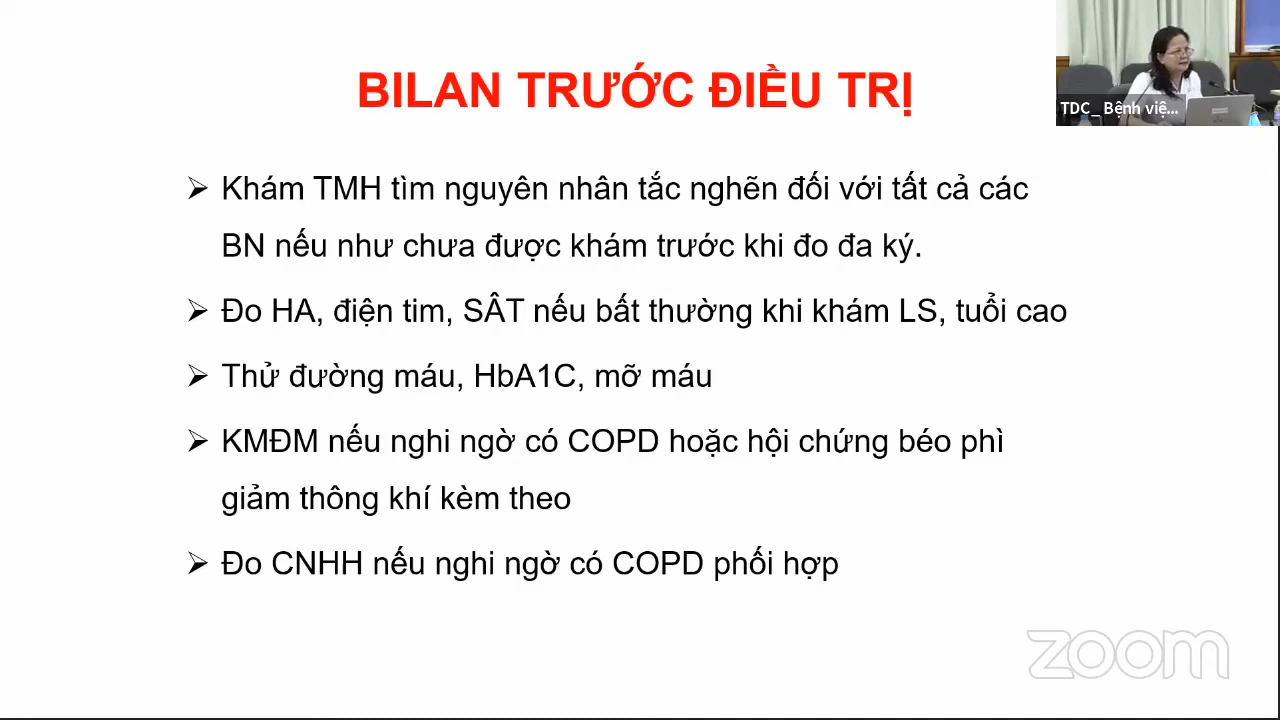 BILAN TRƯỚC ĐIỀU TRỊ
TDC_ Bệnh việ...
➢ Khám TMH tìm nguyên nhân tắc nghẽn đối với tất cả các
BN nếu như chưa được khám trước khi đo đa ký.
➢ Đo HA, điện tim, SÂT nếu bất thường khi khám LS, tuổi cao
➢ Thử đường máu, HbA1C, mỡ máu
➢ KMĐM nếu nghi ngờ có COPD hoặc hội chứng béo phì
giảm thông khí kèm theo
➢ Đo CNHH nếu nghi ngờ có COPD phối hợp
zoom